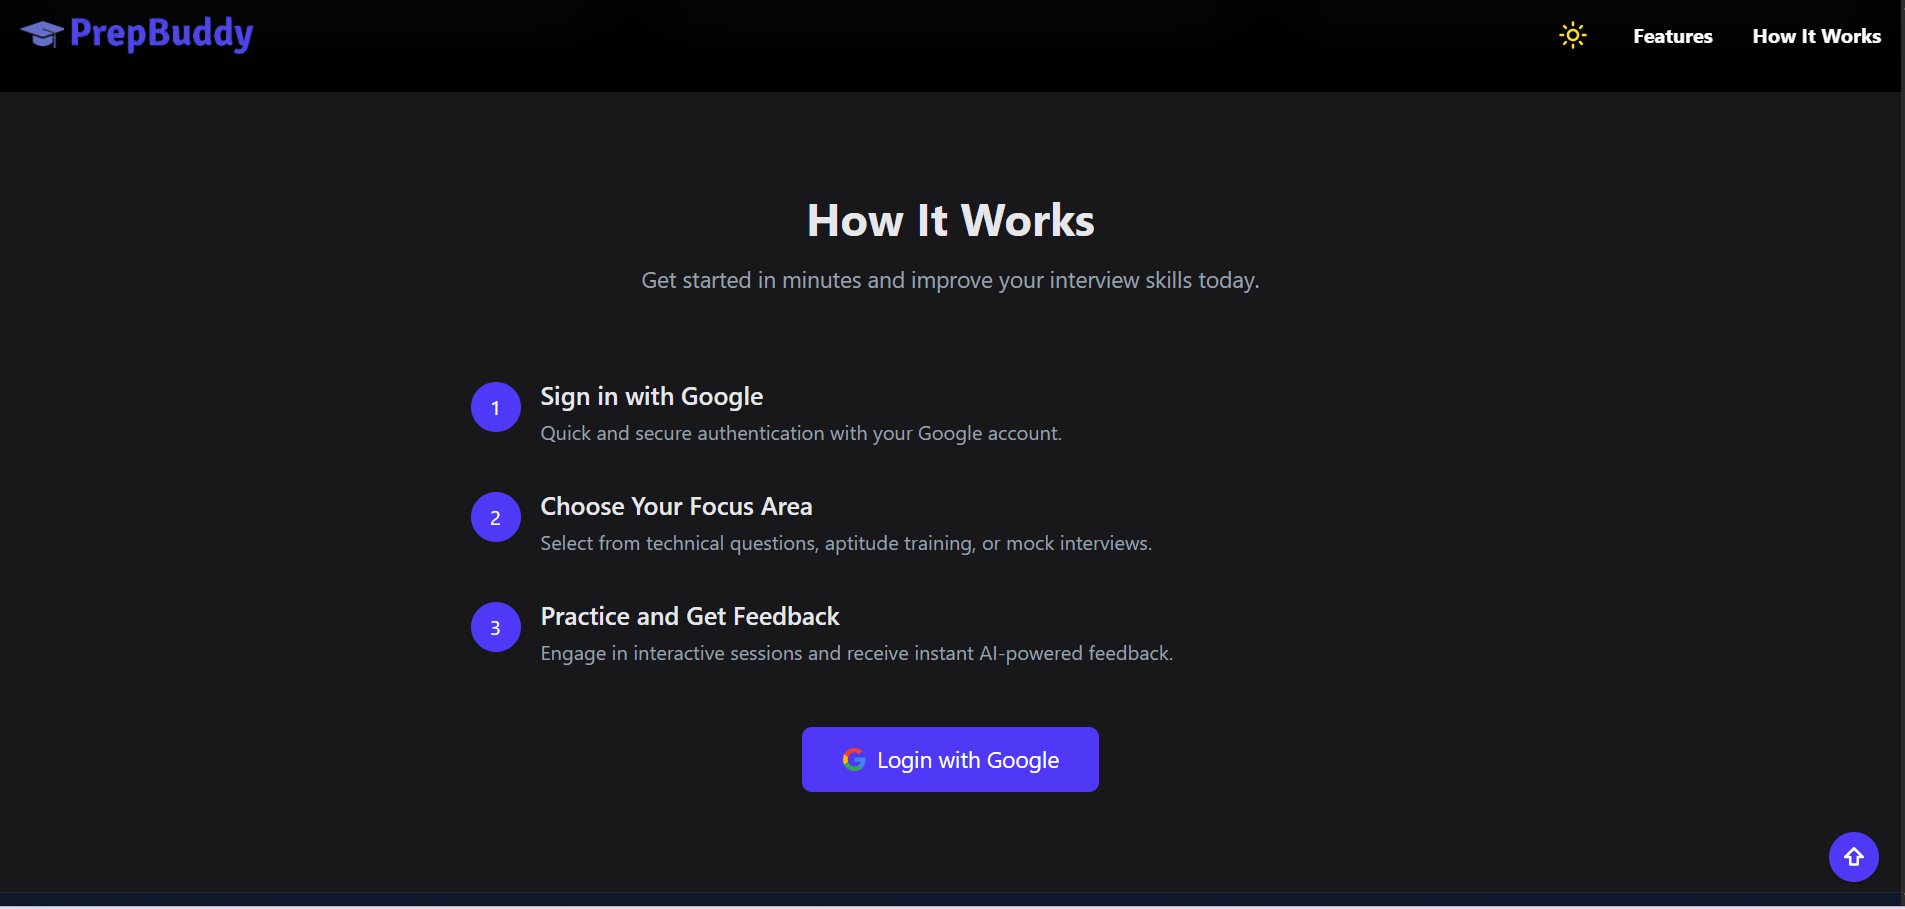 PrepBuddy
Features
How It Works
How It Works
Get started in minutes and improve your interview skills today.
1
Sign in with Google
Quick and secure authentication with your Google account.
2
Choose Your Focus Area
Select from technical questions, aptitude training, or mock interviews.
3
Practice and Get Feedback
Engage in interactive sessions and receive instant AI-powered feedback.
Login with Google